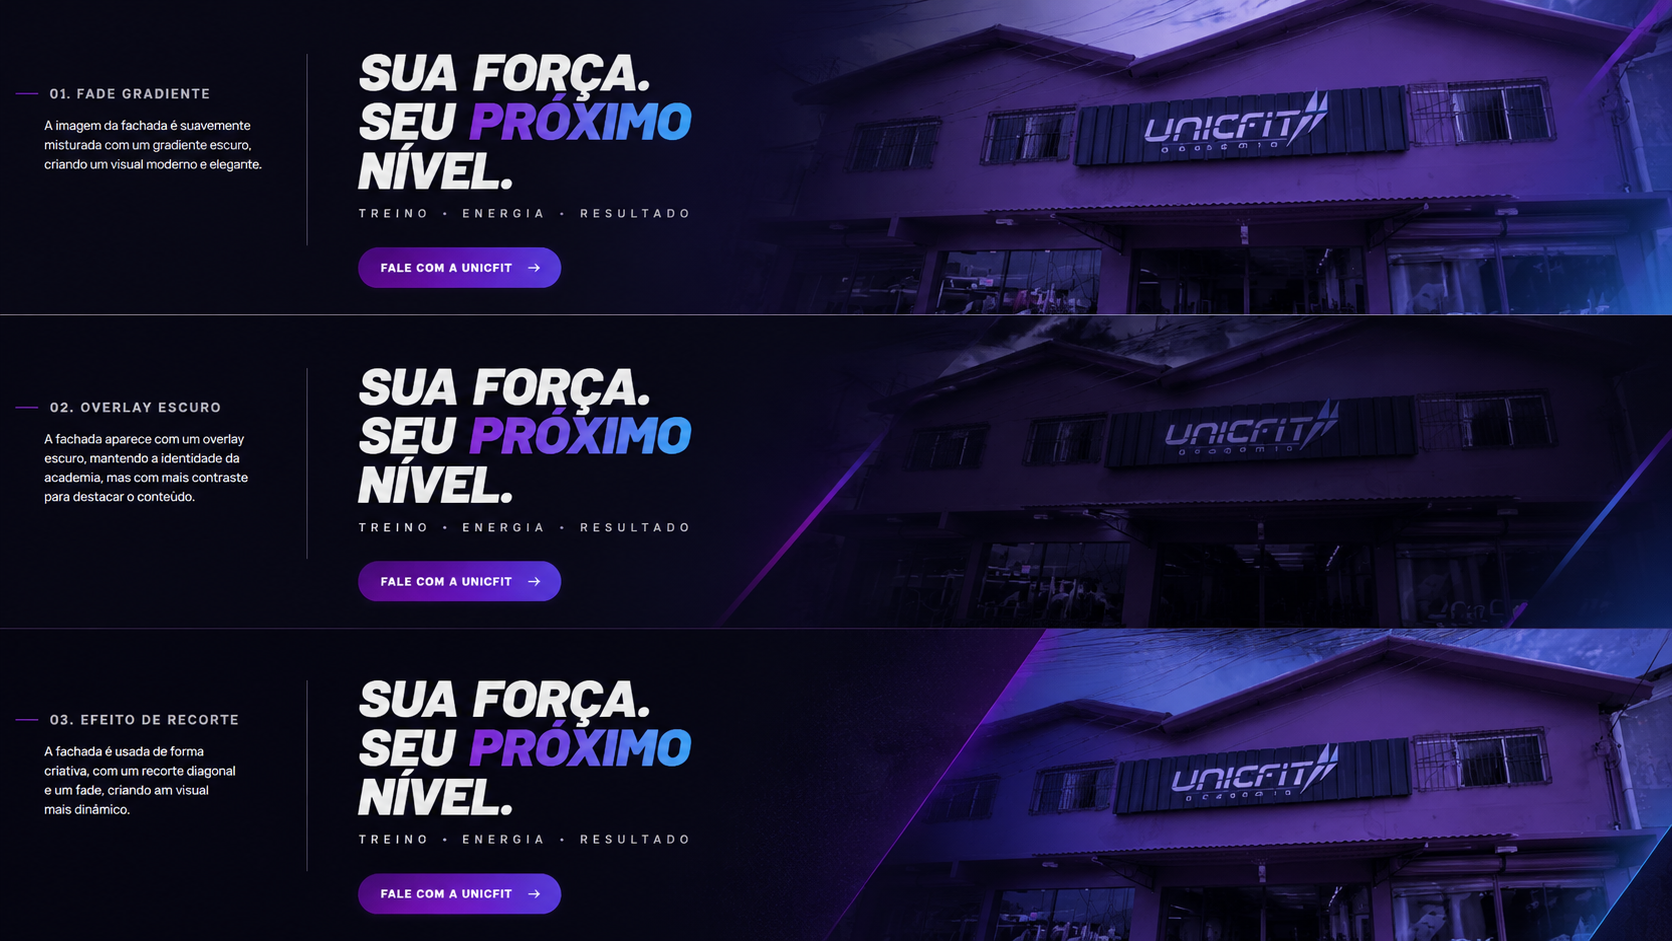 01. FADE GRADIENTE
A imagem da fachada é suavemente
misturada com um gradiente escuro,
criando um visual moderno e elegante.
SUA FORÇA.
SEU PRÓXIMO
NÍVEL.
TREINO • ENERGIA • RESULTADO
FALE COM A UNICFIT →
UNICFIT
02. OVERLAY ESCURO
A fachada aparece com um overlay
escuro, mantendo a identidade da
academia, mas com mais contraste
para destacar o conteúdo.
SUA FORÇA.
SEU PRÓXIMO
NÍVEL.
TREINO • ENERGIA • RESULTADO
FALE COM A UNICFIT →
UNICFIT
03. EFEITO DE RECORTE
A fachada é usada de forma
criativa, com um recorte diagonal
e um fade, criando am visual
mais dinâmico.
SUA FORÇA.
SEU PRÓXIMO
NÍVEL.
TREINO • ENERGIA • RESULTADO
FALE COM A UNICFIT →
UNICFIT